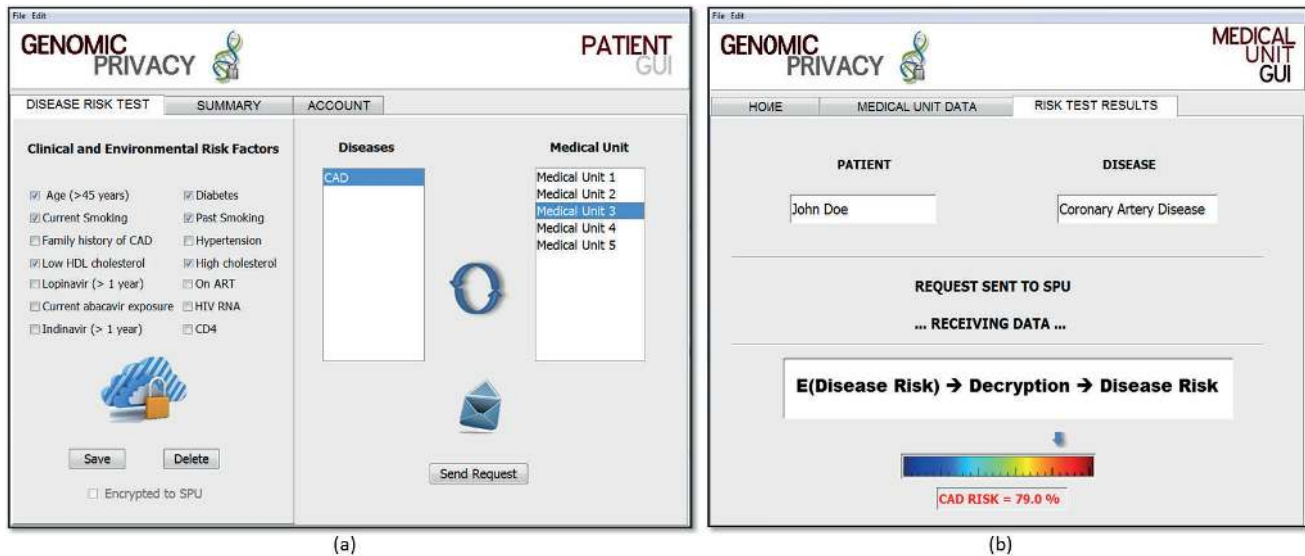 File Edit
GENOMIC
PRIVACY
PATIENT
GUI
DISEASE RISK TEST SUMMARY ACCOUNT
Clinical and Environmental Risk Factors
Age (>45 years) Diabetes
Current Smoking Past Smoking
Family history of CAD Hypertension
Low HDL cholesterol High cholesterol
Lopinavir (> 1 year) On ART
Current abacavir exposure HIV RNA
Indinavir (> 1 year) CD4
Save Delete
Encrypted to SPU
Diseases Medical Unit
CAD
Medical Unit 1
Medical Unit 2
Medical Unit 3
Medical Unit 4
Medical Unit 5
Send Request
(a)
File Edit
GENOMIC
PRIVACY
MEDICAL
UNIT
GUI
HOME MEDICAL UNIT DATA RISK TEST RESULTS
PATIENT DISEASE
John Doe Coronary Artery Disease
REQUEST SENT TO SPU
... RECEIVING DATA ...
E(Disease Risk) → Decryption → Disease Risk
CAD RISK = 79.0 %
(b)